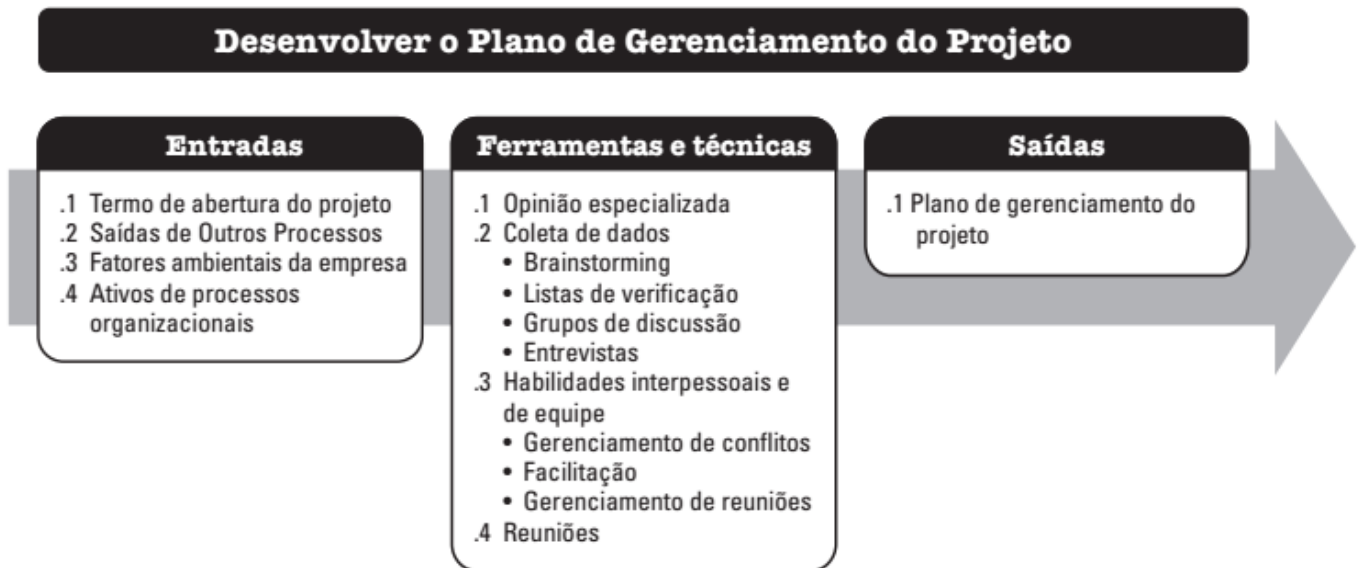 Desenvolver o Plano de Gerenciamento do Projeto
Entradas
.1 Termo de abertura do projeto
.2 Saídas de Outros Processos
.3 Fatores ambientais da empresa
.4 Ativos de processos
organizacionais
Ferramentas e técnicas
.1 Opinião especializada
.2 Coleta de dados
• Brainstorming
• Listas de verificação
• Grupos de discussão
• Entrevistas
.3 Habilidades interpessoais e
de equipe
• Gerenciamento de conflitos
• Facilitação
• Gerenciamento de reuniões
.4 Reuniões
Saídas
.1 Plano de gerenciamento do
projeto